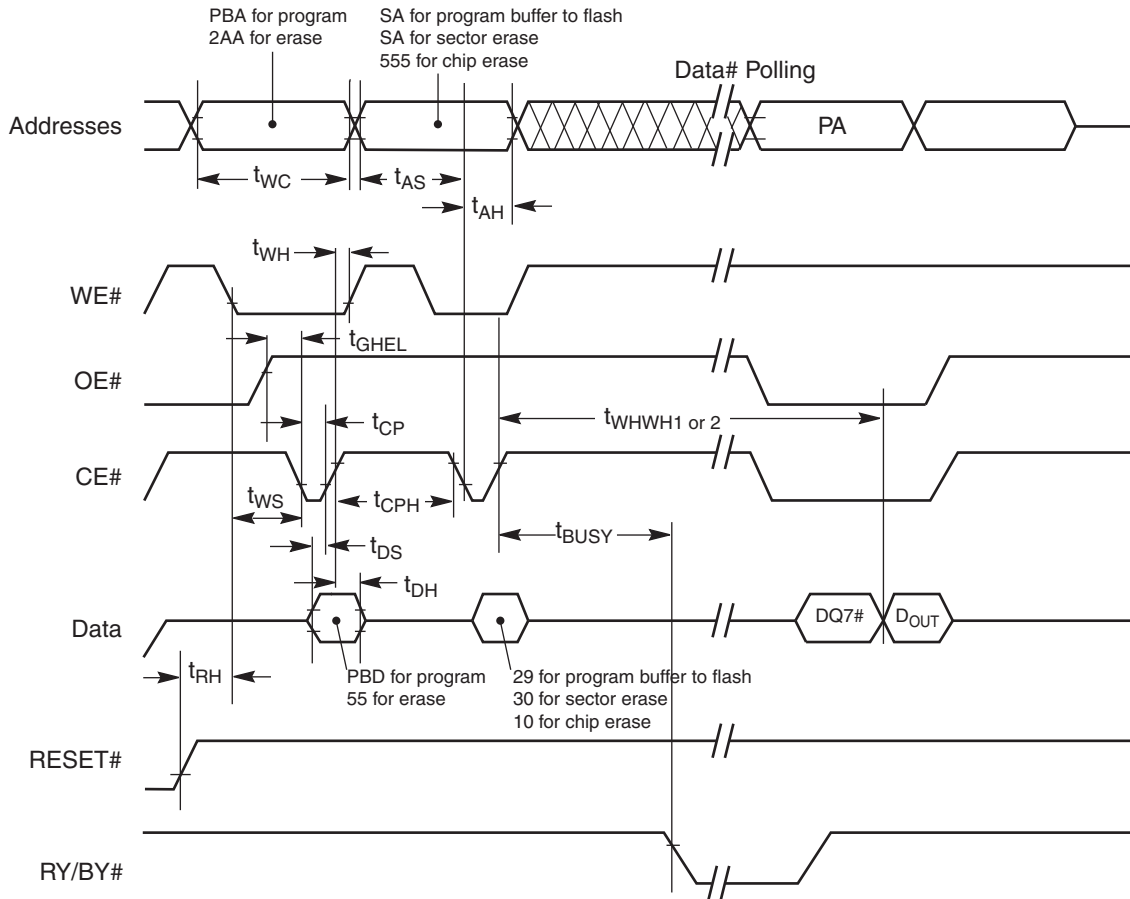 PBA for program
2AA for erase
SA for program buffer to flash
SA for sector erase
555 for chip erase
Data# Polling
Addresses
PA
tWC
tAS
tAH
tWH
WE#
tGHEL
OE#
tWHWH1 or 2
tCP
CE#
tWS
tCPH
tBUSY
tDS
tDH
Data
DQ7#
DOUT
tRH
PBD for program
55 for erase
29 for program buffer to flash
30 for sector erase
10 for chip erase
RESET#
RY/BY#